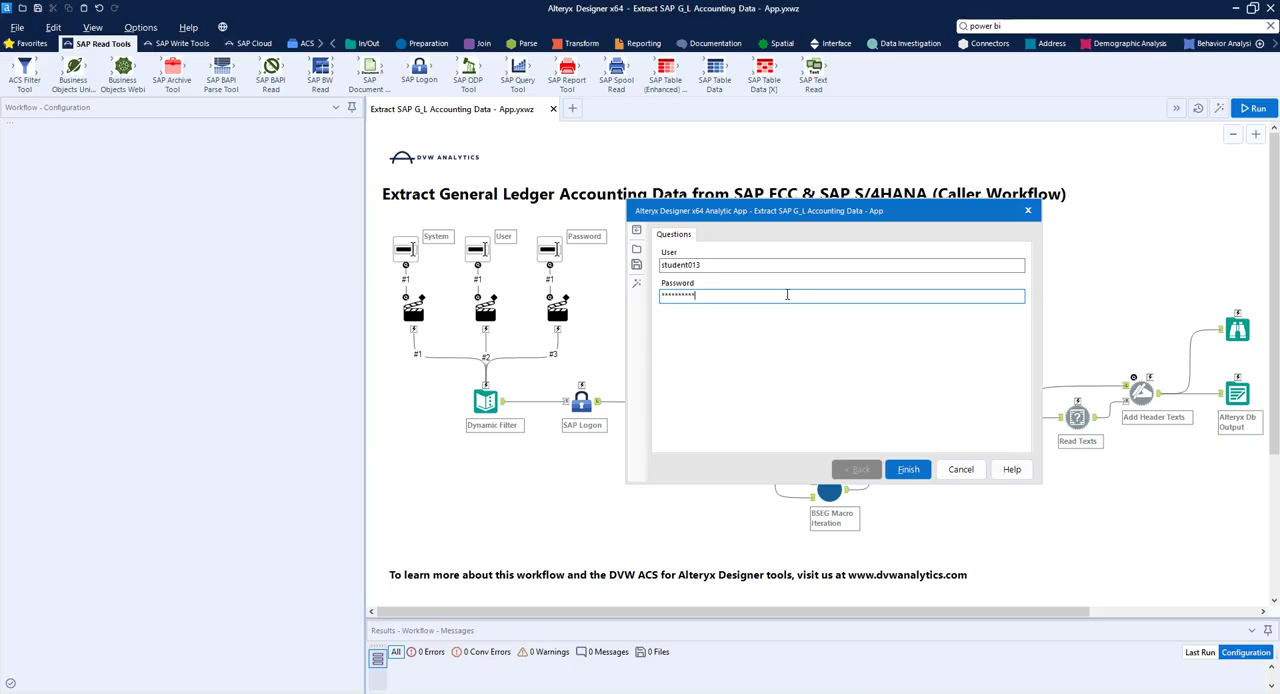 Alteryx Designer x64 - Extract SAP G_L Accounting Data - App.yxwz
File Edit View Options Help
power bi
Favorites SAP Read Tools SAP Write Tools SAP Cloud ACS In/Out Preparation Join Parse Transform Reporting Documentation Spatial Interface Data Investigation Connectors Address Demographic Analysis Behavior Analysi
ACS Filter Tool
Business Objects Uni...
Business Objects Webi
SAP Archive Tool
SAP BAPI Parse Tool
SAP BAPI Read
SAP BW Read
SAP Document ...
SAP Logon
SAP ODP Tool
SAP Query Tool
SAP Report Tool
SAP Spool Read
SAP Table (Enhanced) ...
SAP Table Data
SAP Table Data [X]
SAP Text Read
Workflow - Configuration
Extract SAP G_L Accounting Data - App.yxwz
Run
DVW ANALYTICS
Extract General Ledger Accounting Data from SAP ECC & SAP S/4HANA (Caller Workflow)
System User Password
#1 #1 #1
#1 #2 #3
Dynamic Filter
SAP Logon
Alteryx Designer x64 Analytic App - Extract SAP G_L Accounting Data - App
Questions
User
student013
Password
**********
< Back Finish Cancel Help
Read Texts
Add Header Texts
Alteryx Db
Output
BSEG Macro
Iteration
To learn more about this workflow and the DVW ACS for Alteryx Designer tools, visit us at www.dvwanalytics.com
Results - Workflow - Messages
All 0 Errors 0 Conv Errors 0 Warnings 0 Messages 0 Files
Last Run Configuration